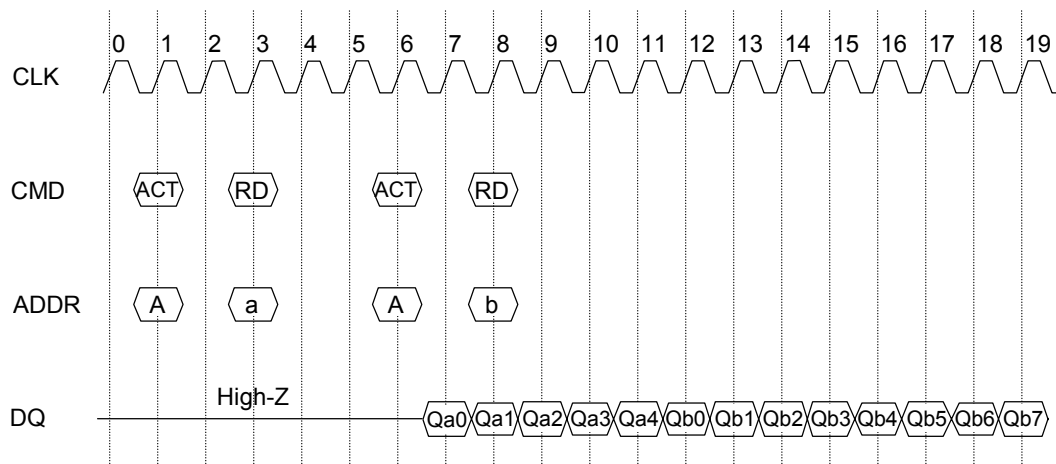 0 1 2 3 4 5 6 7 8 9 10 11 12 13 14 15 16 17 18 19
CLK
CMD ACT RD ACT RD
ADDR A a A b
High-Z
DQ Qa0 Qa1 Qa2 Qa3 Qa4 Qb0 Qb1 Qb2 Qb3 Qb4 Qb5 Qb6 Qb7